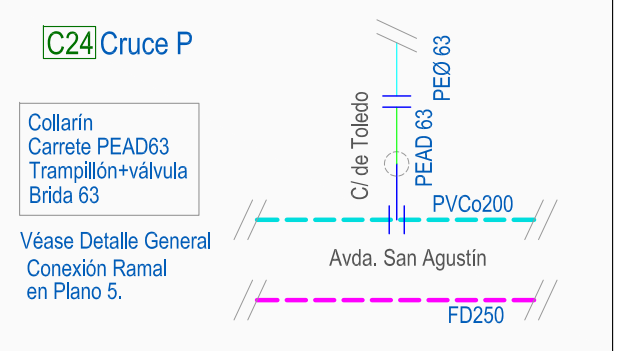 C24 Cruce P
Collarín
Carrete PEAD63
Trampillón+válvula
Brida 63
Véase Detalle General
Conexión Ramal
en Plano 5.
C/ de Toledo
PEØ 63
PEAD 63
PVCo200
Avda. San Agustín
FD250